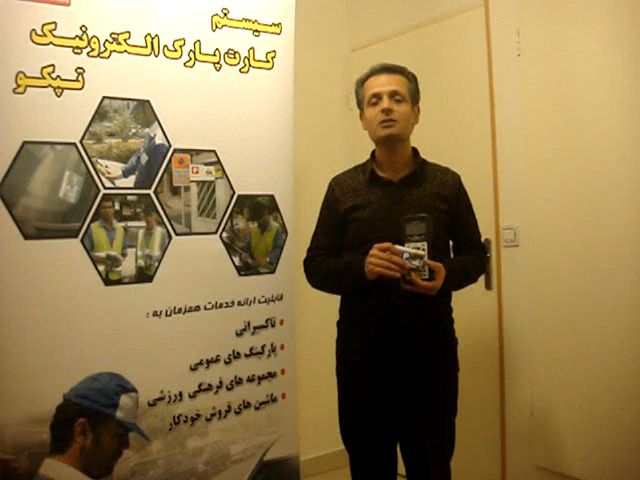 سیستم
کارت پارک الکترونیک
تپکو
قابلیت ارائه خدمات همزمان به :
• تاکسیرانی
• پارکینگ های عمومی
• مجموعه های فرهنگی ورزشی
• ماشین های فروش خودکار